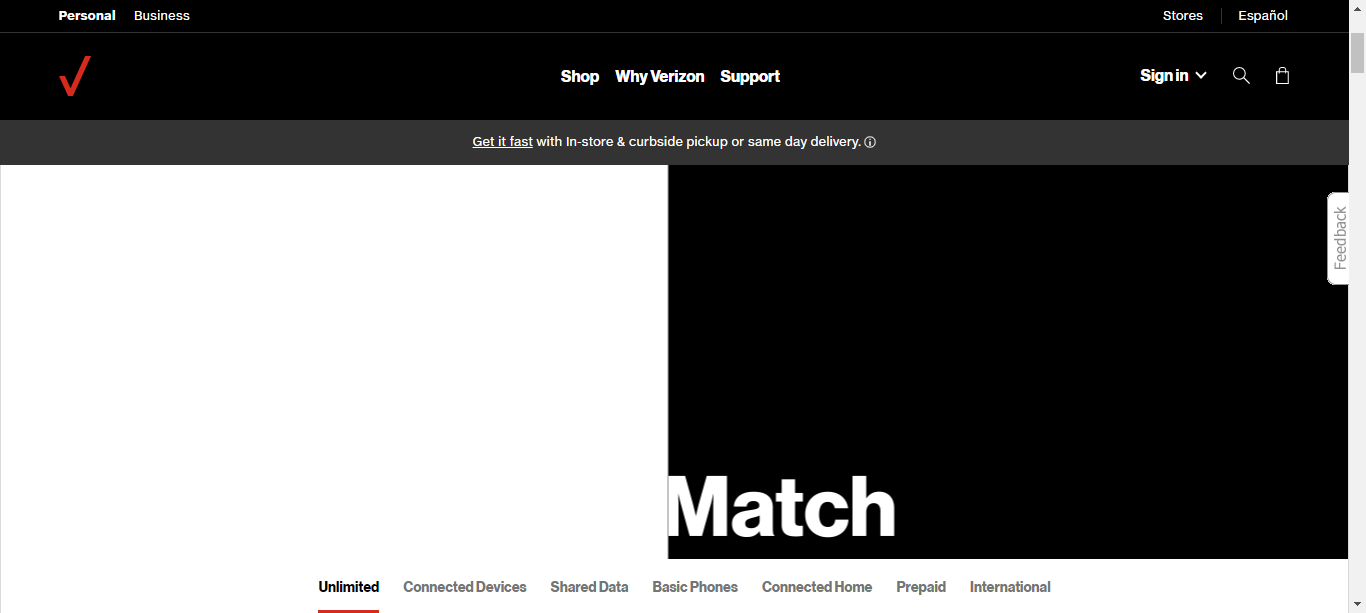 Personal Business Stores Español
Shop Why Verizon Support Sign in
Get it fast with In-store & curbside pickup or same day delivery.
Feedback
Match
Unlimited Connected Devices Shared Data Basic Phones Connected Home Prepaid International